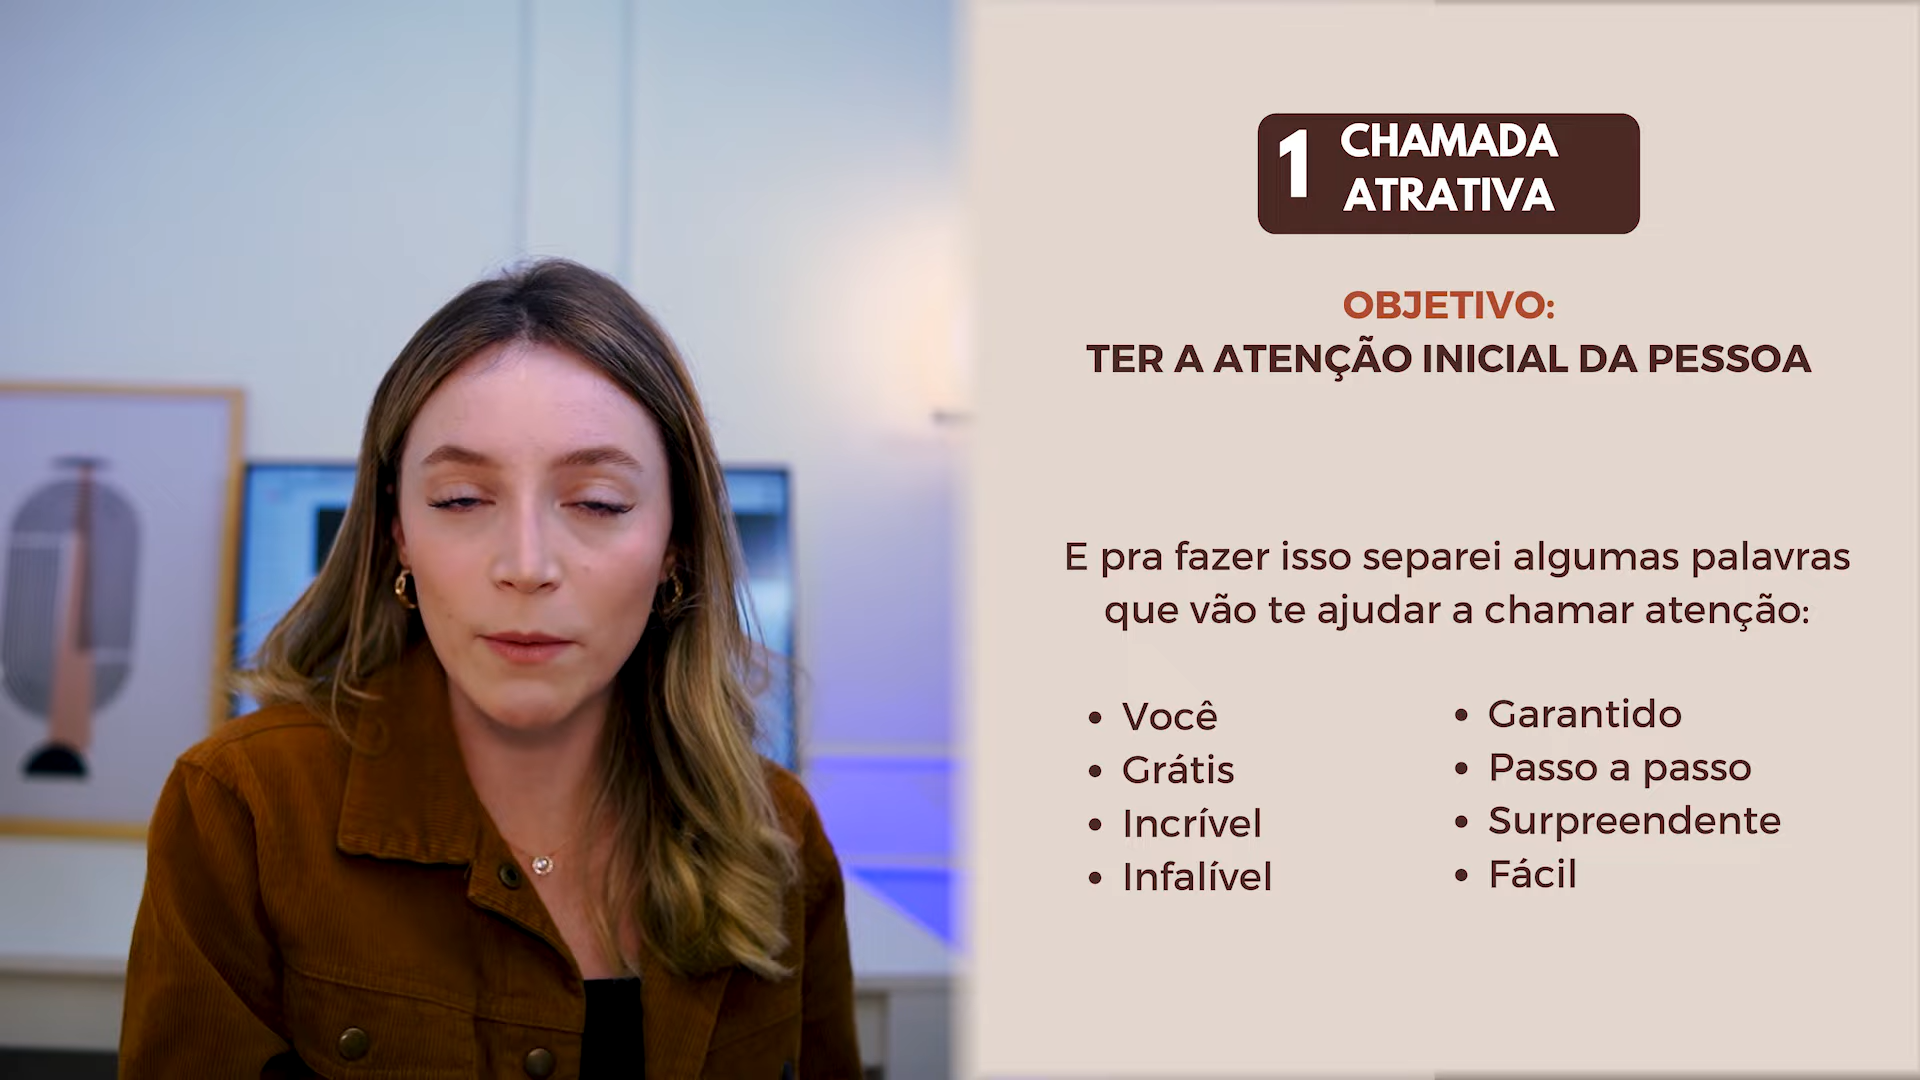 1 CHAMADA
ATRATIVA
OBJETIVO:
TER A ATENÇÃO INICIAL DA PESSOA
E pra fazer isso separei algumas palavras
que vão te ajudar a chamar atenção:
• Você
• Grátis
• Incrível
• Infalível
• Garantido
• Passo a passo
• Surpreendente
• Fácil